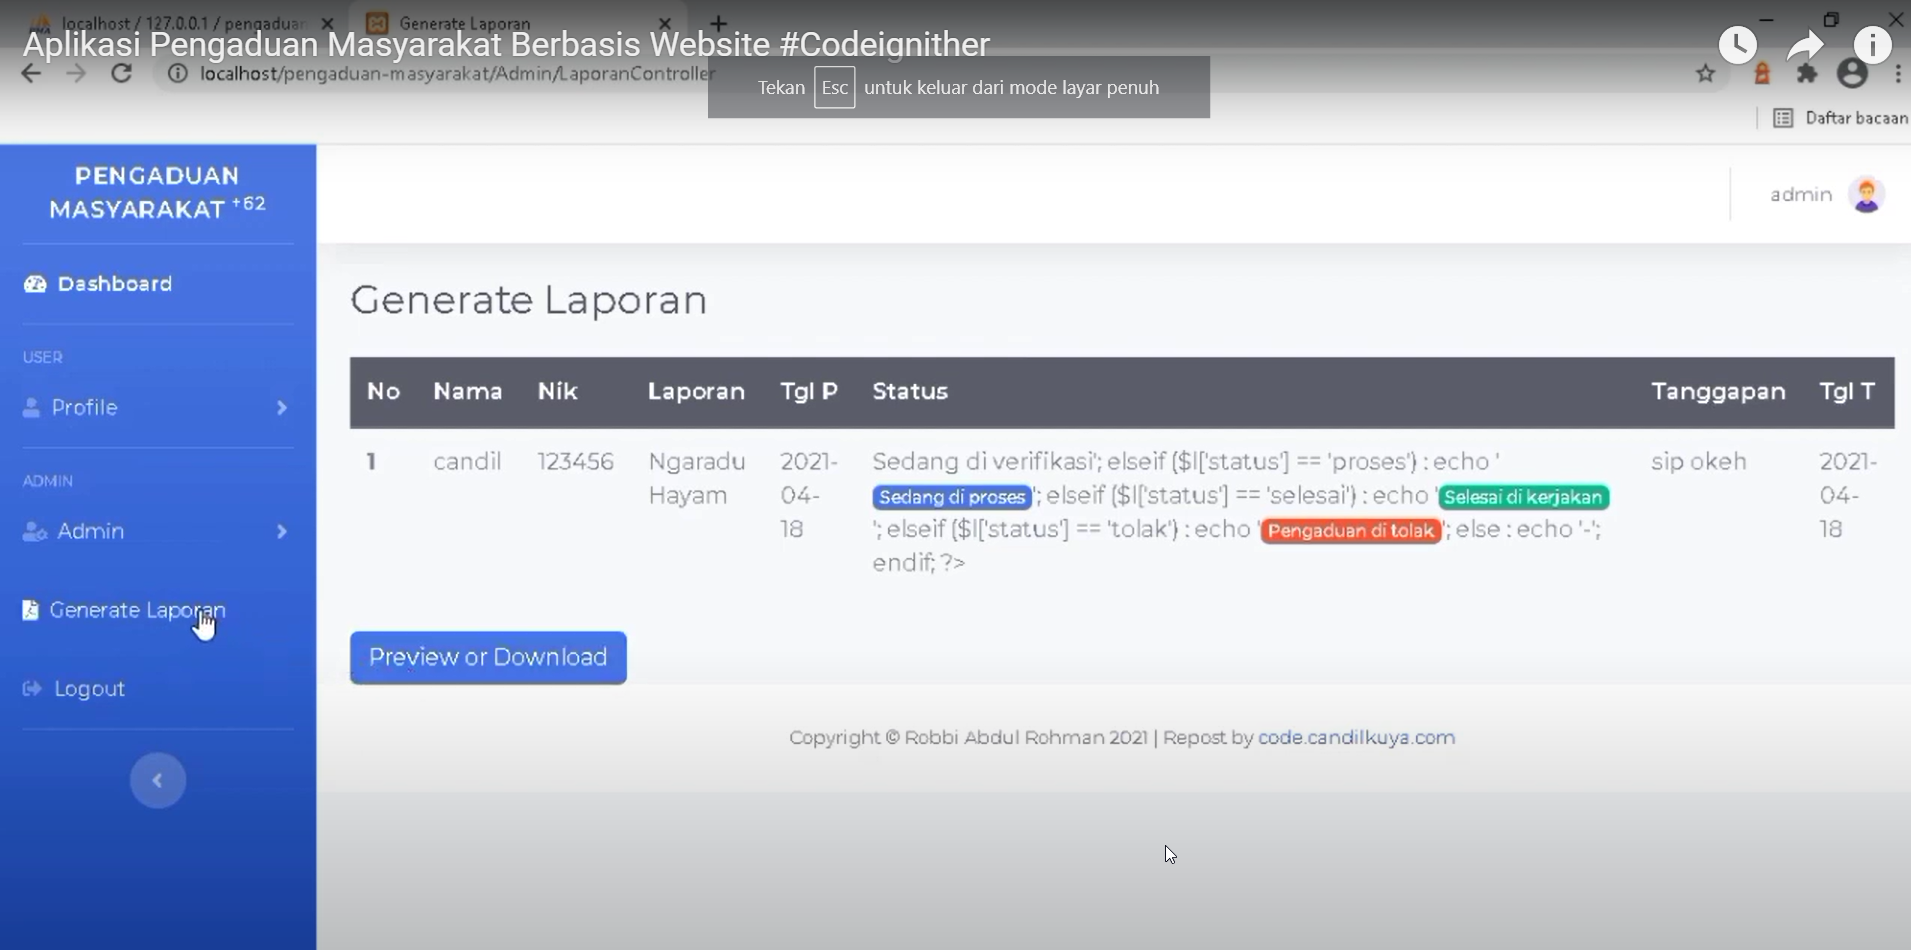 localhost / 127.0.0.1 / pengaduan
Generate Laporan
Aplikasi Pengaduan Masyarakat Berbasis Website #Codeignither
localhost/pengaduan-masyarakat/Admin/LaporanController
Tekan Esc untuk keluar dari mode layar penuh
Daftar bacaan
PENGADUAN
MASYARAKAT +62
admin
Dashboard
USER
Profile
ADMIN
Admin
Generate Laporan
Logout
Generate Laporan
No Nama Nik Laporan Tgl P Status Tanggapan Tgl T
1 candil 123456 Ngaradu 2021- Sedang di verifikasi'; elseif ($l['status'] == 'proses') : echo ' sip okeh 2021-
Hayam 04- Sedang di proses '; elseif ($l['status'] == 'selesai') : echo ' Selesai di kerjakan 04-
18 '; elseif ($l['status'] == 'tolak') : echo ' Pengaduan di tolak '; else : echo '-'; 18
endif; ?>
Preview or Download
Copyright © Robbi Abdul Rohman 2021 | Repost by code.candilkuya.com